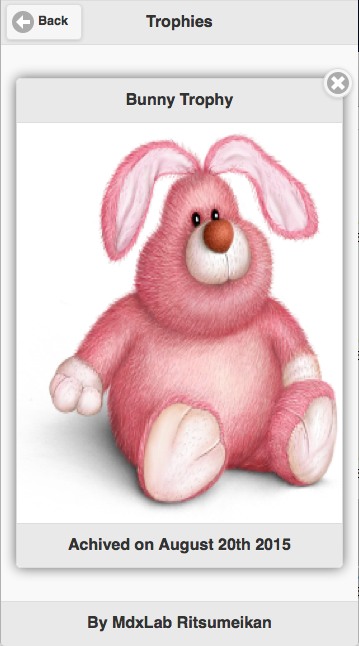 Back
Trophies
Bunny Trophy
Achived on August 20th 2015
By MdxLab Ritsumeikan